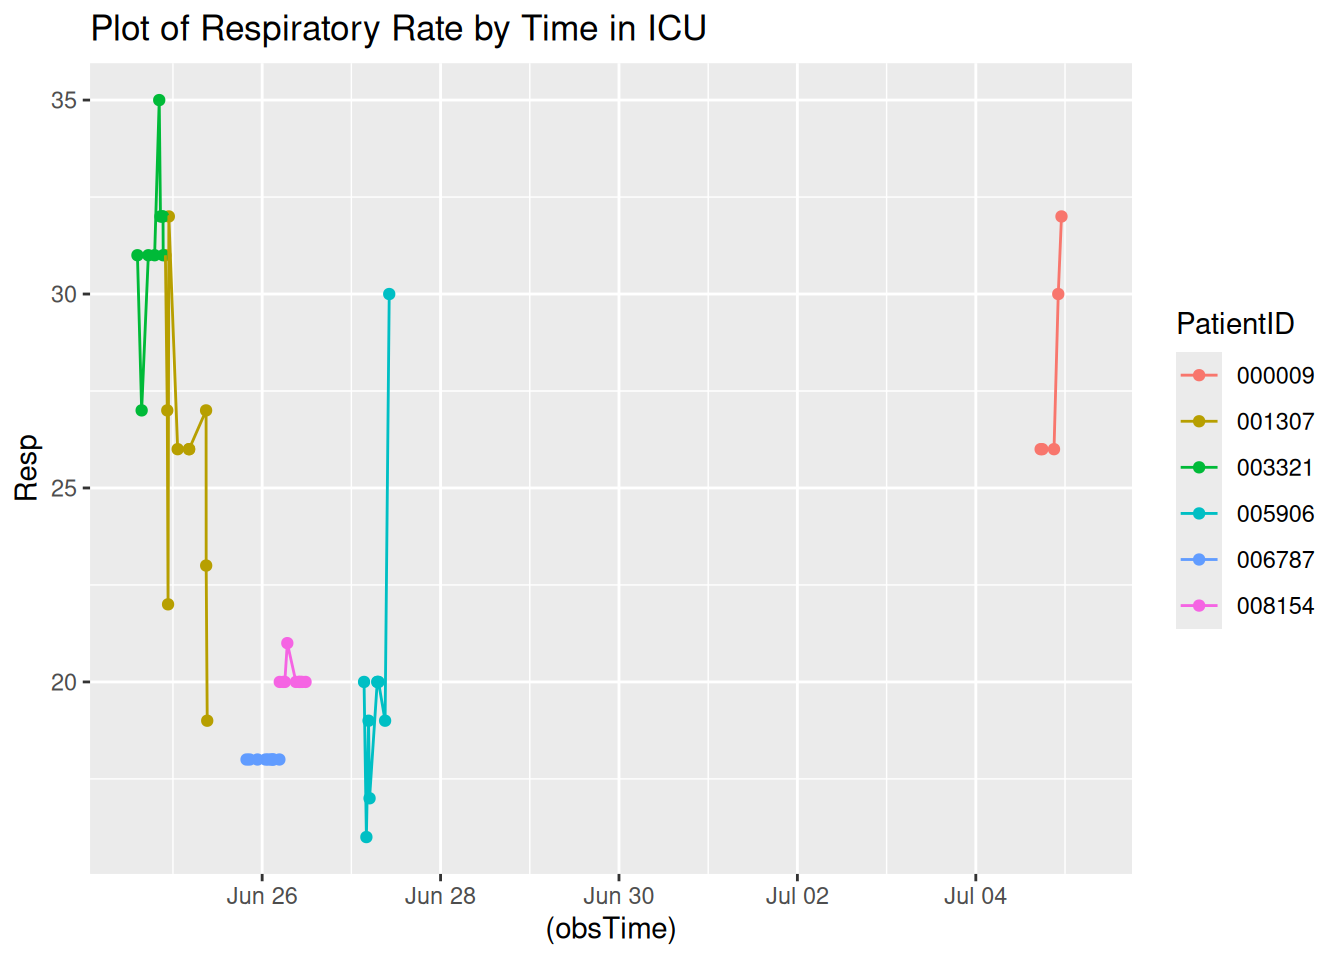 Plot of Respiratory Rate by Time in ICU
35
30
25
20
Resp
Jun 26
Jun 28
Jun 30
Jul 02
Jul 04
(obsTime)
PatientID
000009
001307
003321
005906
006787
008154